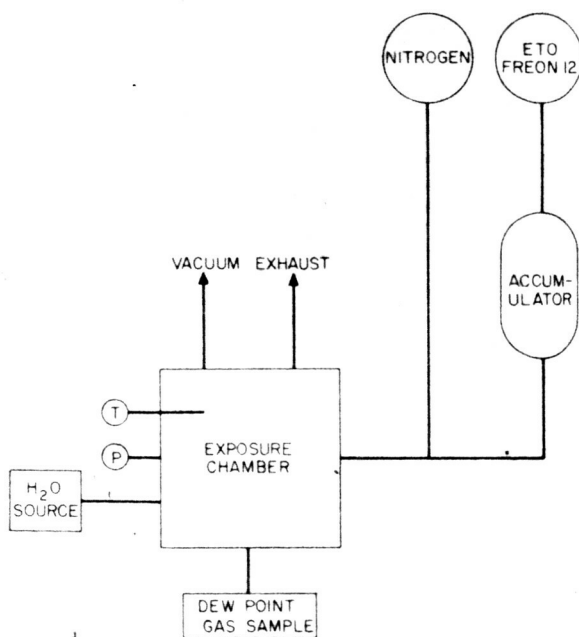 NITROGEN
ETO
FREON 12
VACUUM EXHAUST
ACCUM-
ULATOR
T
P
EXPOSURE
CHAMBER
H₂O
SOURCE
DEW POINT
GAS SAMPLE